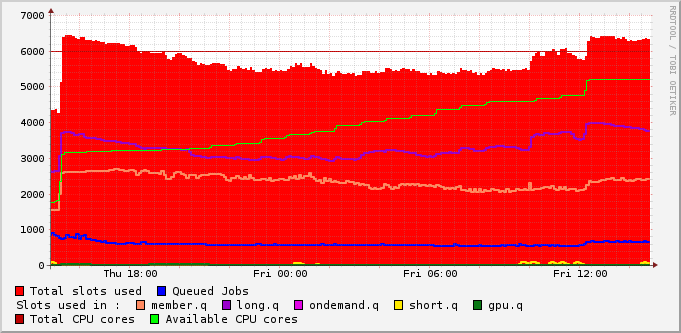 7000
6000
5000
4000
3000
2000
1000
0
Thu 18:00 Fri 00:00 Fri 06:00 Fri 12:00
Total slots used Queued Jobs
Slots used in : member.q long.q ondemand.q short.q gpu.q
Total CPU cores Available CPU cores
RRDTOOL / TOBI OETIKER